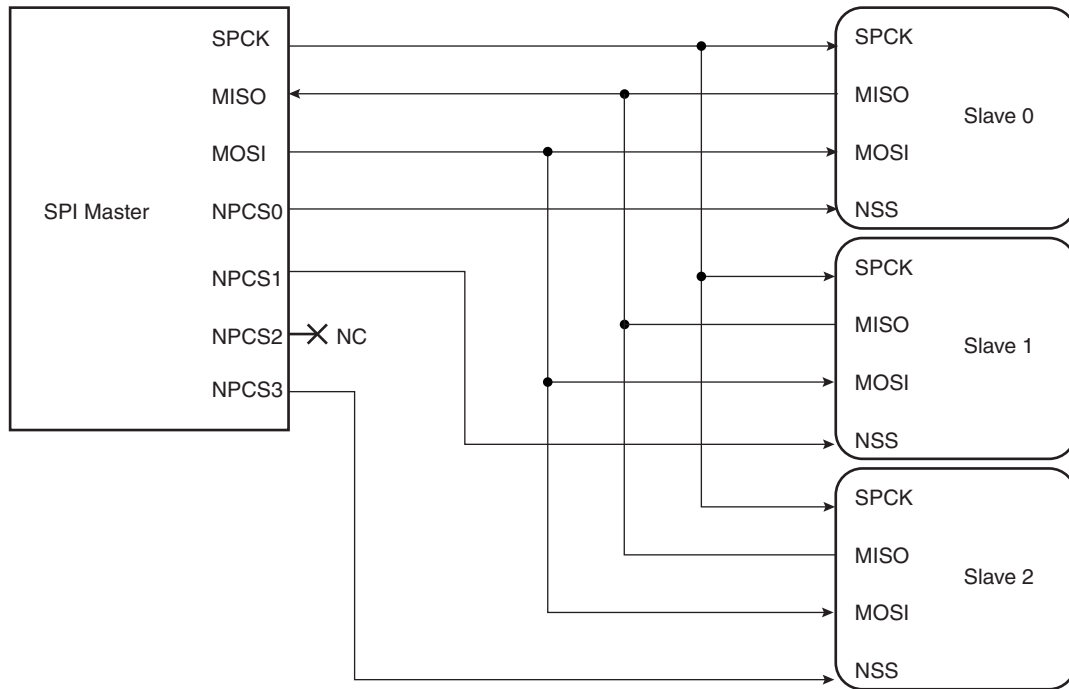 SPI Master
SPCK
MISO
MOSI
NPCS0
NPCS1
NPCS2
NC
NPCS3
SPCK
MISO
Slave 0
MOSI
NSS
SPCK
MISO
Slave 1
MOSI
NSS
SPCK
MISO
Slave 2
MOSI
NSS